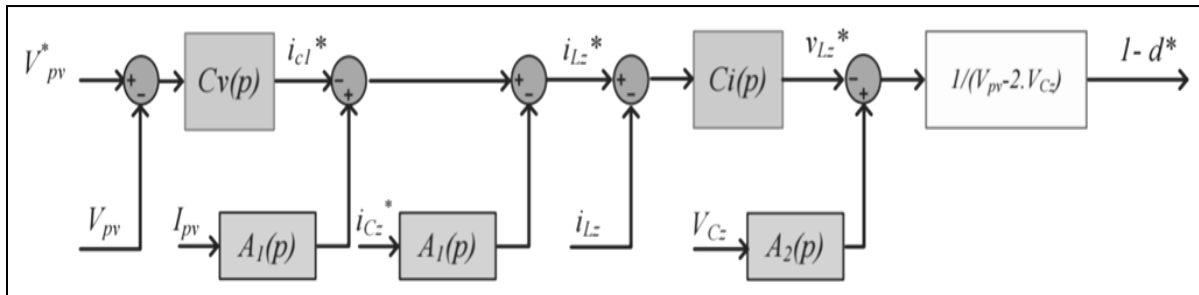 V*pv
+
-
Cv(p)
ic1*
-
+
+
-
iLz*
+
-
Ci(p)
vLz*
-
+
1/(Vpv-2.VCz)
1- d*
Vpv
Ipv
A1(p)
iCz*
A1(p)
iLz
VCz
A2(p)